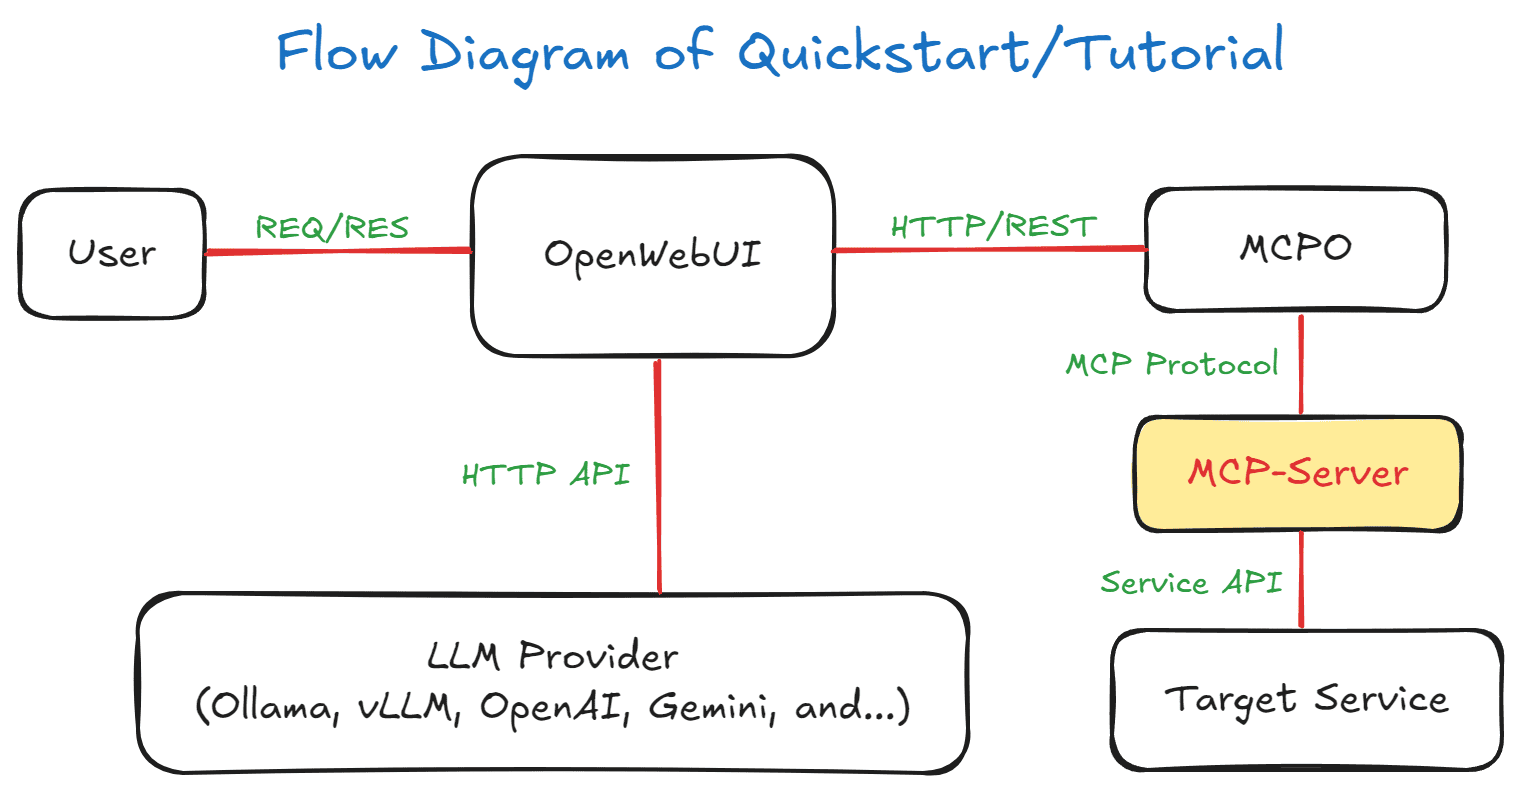 Flow Diagram of Quickstart/Tutorial
User
REQ/RES
OpenWebUI
HTTP/REST
MCPO
MCP Protocol
HTTP API
MCP-Server
Service API
LLM Provider
(Ollama, vLLM, OpenAI, Gemini, and...)
Target Service